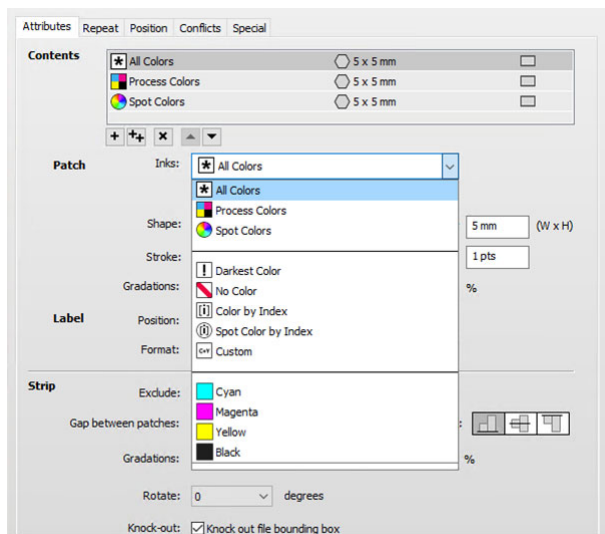 Attributes Repeat Position Conflicts Special
Contents
All Colors 5 x 5 mm
Process Colors 5 x 5 mm
Spot Colors 5 x 5 mm
Patch Inks: All Colors
All Colors
Process Colors
Shape: Spot Colors 5 mm (W x H)
Stroke: 1 pts
Darkest Color
Gradations: No Color %
Color by Index
Label Position: Spot Color by Index
Format: Custom
Strip Exclude: Cyan
Magenta
Gap between patches: Yellow :
Black
Gradations: %
Rotate: 0 degrees
Knock-out: Knock out file bounding box